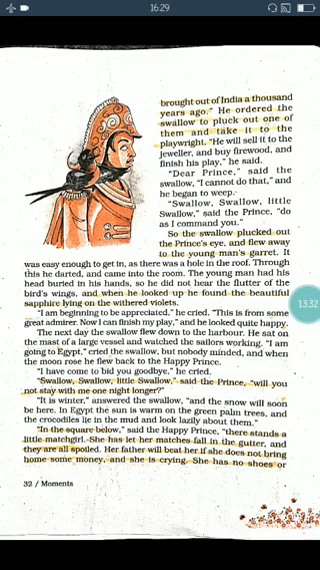 16:29
brought out of India a thousand
years ago." He ordered the
swallow to pluck out one of
them and take it to the
playwright. "He will sell it to the
jeweller, and buy firewood, and
finish his play," he said.
"Dear Prince," said the
swallow, "I cannot do that," and
he began to weep.
"Swallow, Swallow, little
Swallow," said the Prince, "do
as I command you."
So the swallow plucked out
the Prince's eye, and flew away
to the young man's garret. It
was easy enough to get in, as there was a hole in the roof. Through
this he darted, and came into the room. The young man had his
head buried in his hands, so he did not hear the flutter of the
bird's wings, and when he looked up he found the beautiful
sapphire lying on the withered violets.
"I am beginning to be appreciated," he cried. "This is from some
great admirer. Now I can finish my play," and he looked quite happy.
The next day the swallow flew down to the harbour. He sat on
the mast of a large vessel and watched the sailors working. "I am
going to Egypt," cried the swallow, but nobody minded, and when
the moon rose he flew back to the Happy Prince.
"I have come to bid you goodbye," he cried.
"Swallow, Swallow, little Swallow," said the Prince, "will you
not stay with me one night longer?"
"It is winter," answered the swallow, "and the snow will soon
be here. In Egypt the sun is warm on the green palm trees, and
the crocodiles lie in the mud and look lazily about them."
"In the square below," said the Happy Prince, "there stands a
little matchgirl. She has let her matches fall in the gutter, and
they are all spoiled. Her father will beat her if she does not bring
home some money, and she is crying. She has no shoes or
32 / Moments
13:32